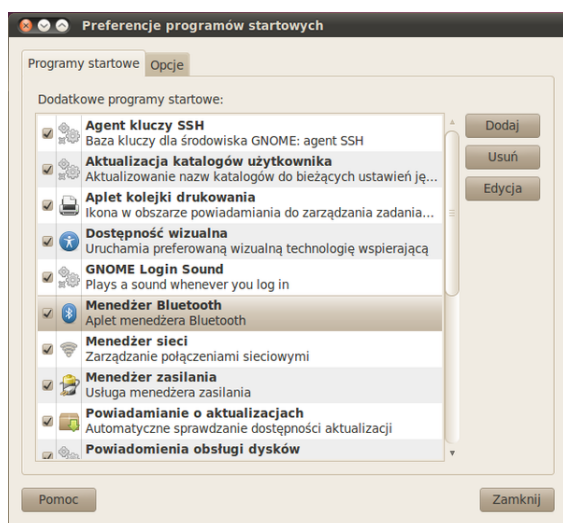 Preferencje programów startowych
Programy startowe
Opcje
Dodatkowe programy startowe:
Agent kluczy SSH
Baza kluczy dla środowiska GNOME: agent SSH
Aktualizacja katalogów użytkownika
Aktualizowanie nazw katalogów do bieżących ustawień ję...
Aplet kolejki drukowania
Ikona w obszarze powiadamiania do zarządzania zadania...
Dostępność wizualna
Uruchamia preferowaną wizualną technologię wspierającą
GNOME Login Sound
Plays a sound whenever you log in
Menedżer Bluetooth
Aplet menedżera Bluetooth
Menedżer sieci
Zarządzanie połączeniami sieciowymi
Menedżer zasilania
Usługa menedżera zasilania
Powiadamianie o aktualizacjach
Automatyczne sprawdzanie dostępności aktualizacji
Powiadomienia obsługi dysków
Dodaj
Usuń
Edycja
Pomoc
Zamknij